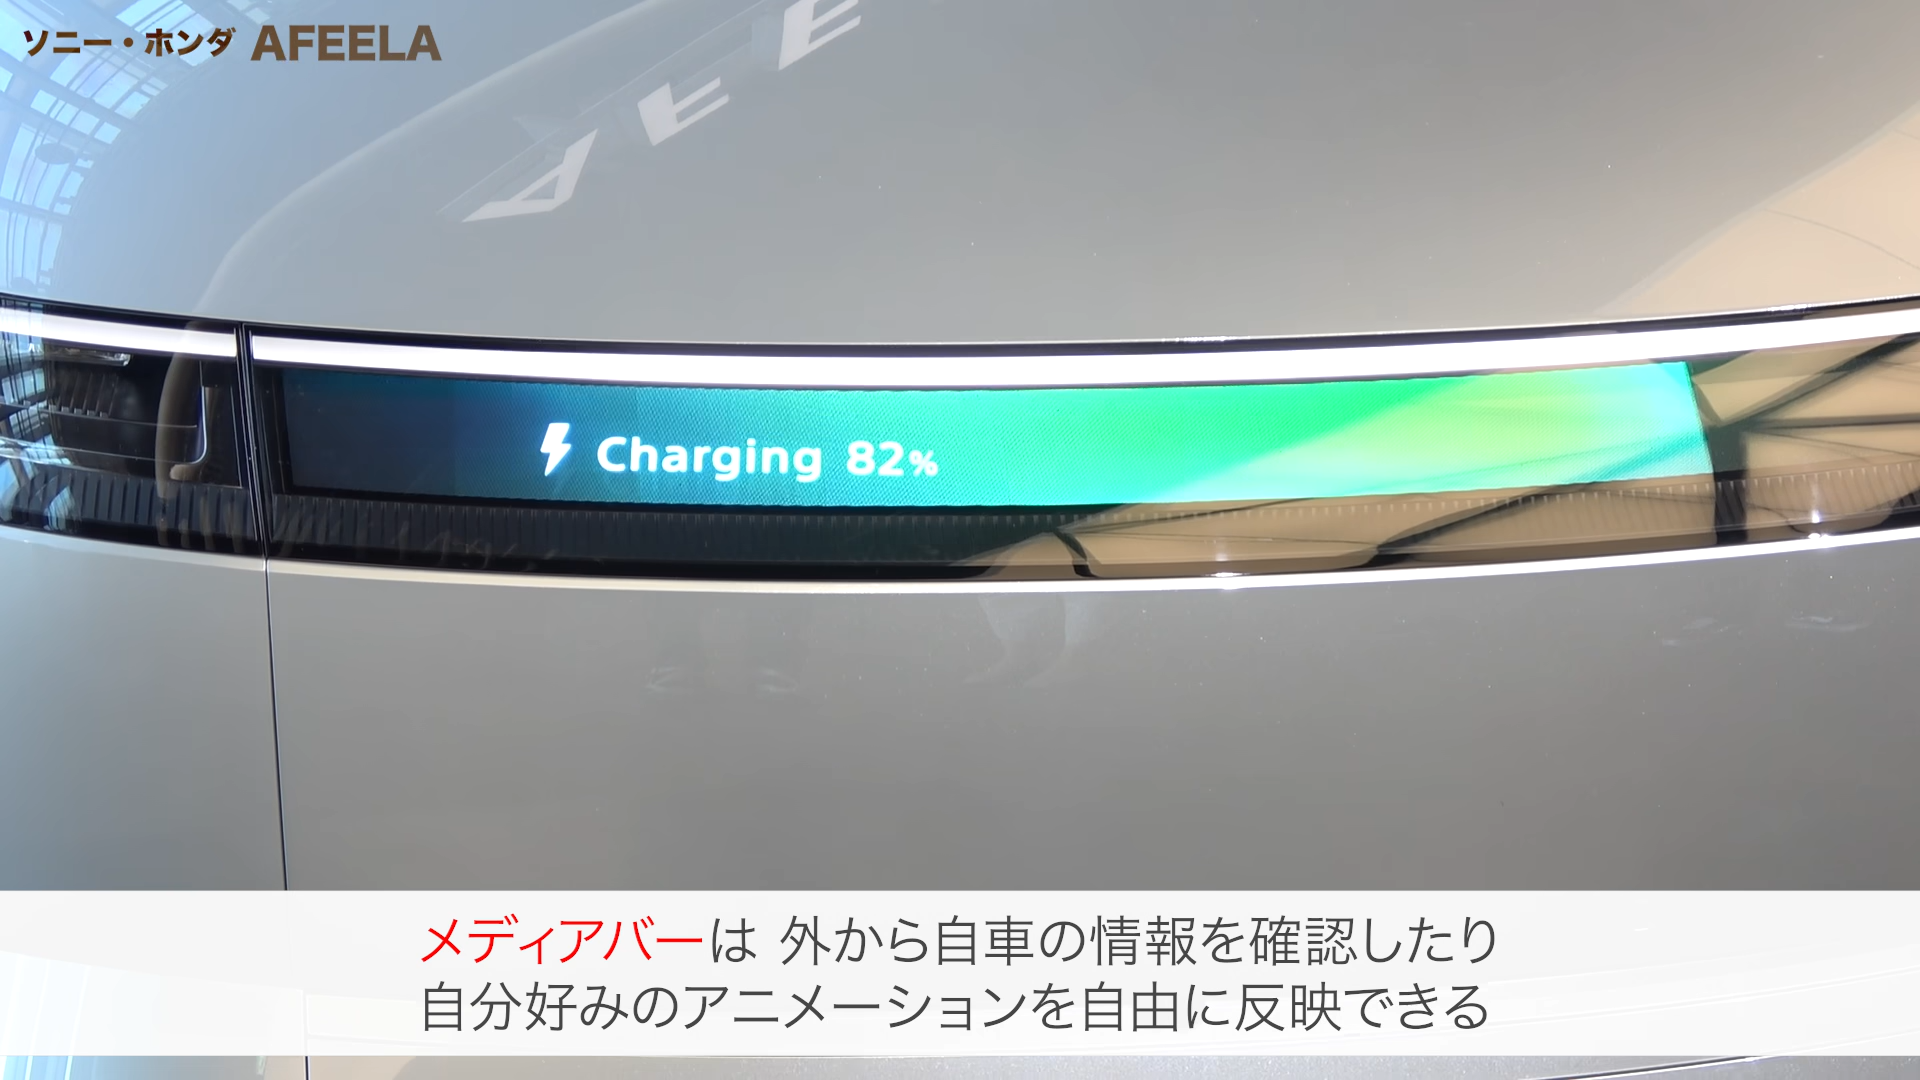 ソニー・ホンダ AFEELA
AFEE
Charging 82%
メディアバーは 外から自車の情報を確認したり
自分好みのアニメーションを自由に反映できる